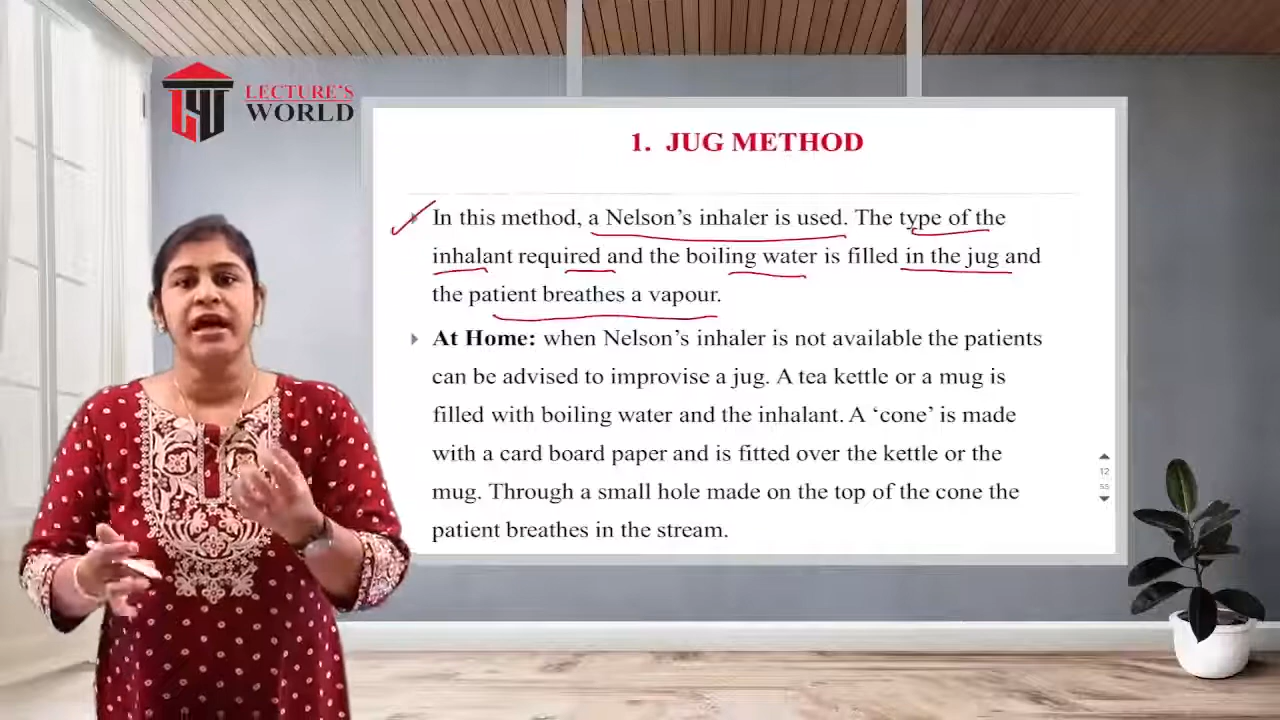 LECTURE'S
WORLD
1. JUG METHOD
In this method, a Nelson's inhaler is used. The type of the
inhalant required and the boiling water is filled in the jug and
the patient breathes a vapour.
At Home: when Nelson's inhaler is not available the patients
can be advised to improvise a jug. A tea kettle or a mug is
filled with boiling water and the inhalant. A ‘cone’ is made
with a card board paper and is fitted over the kettle or the
mug. Through a small hole made on the top of the cone the
patient breathes in the stream.
12
55